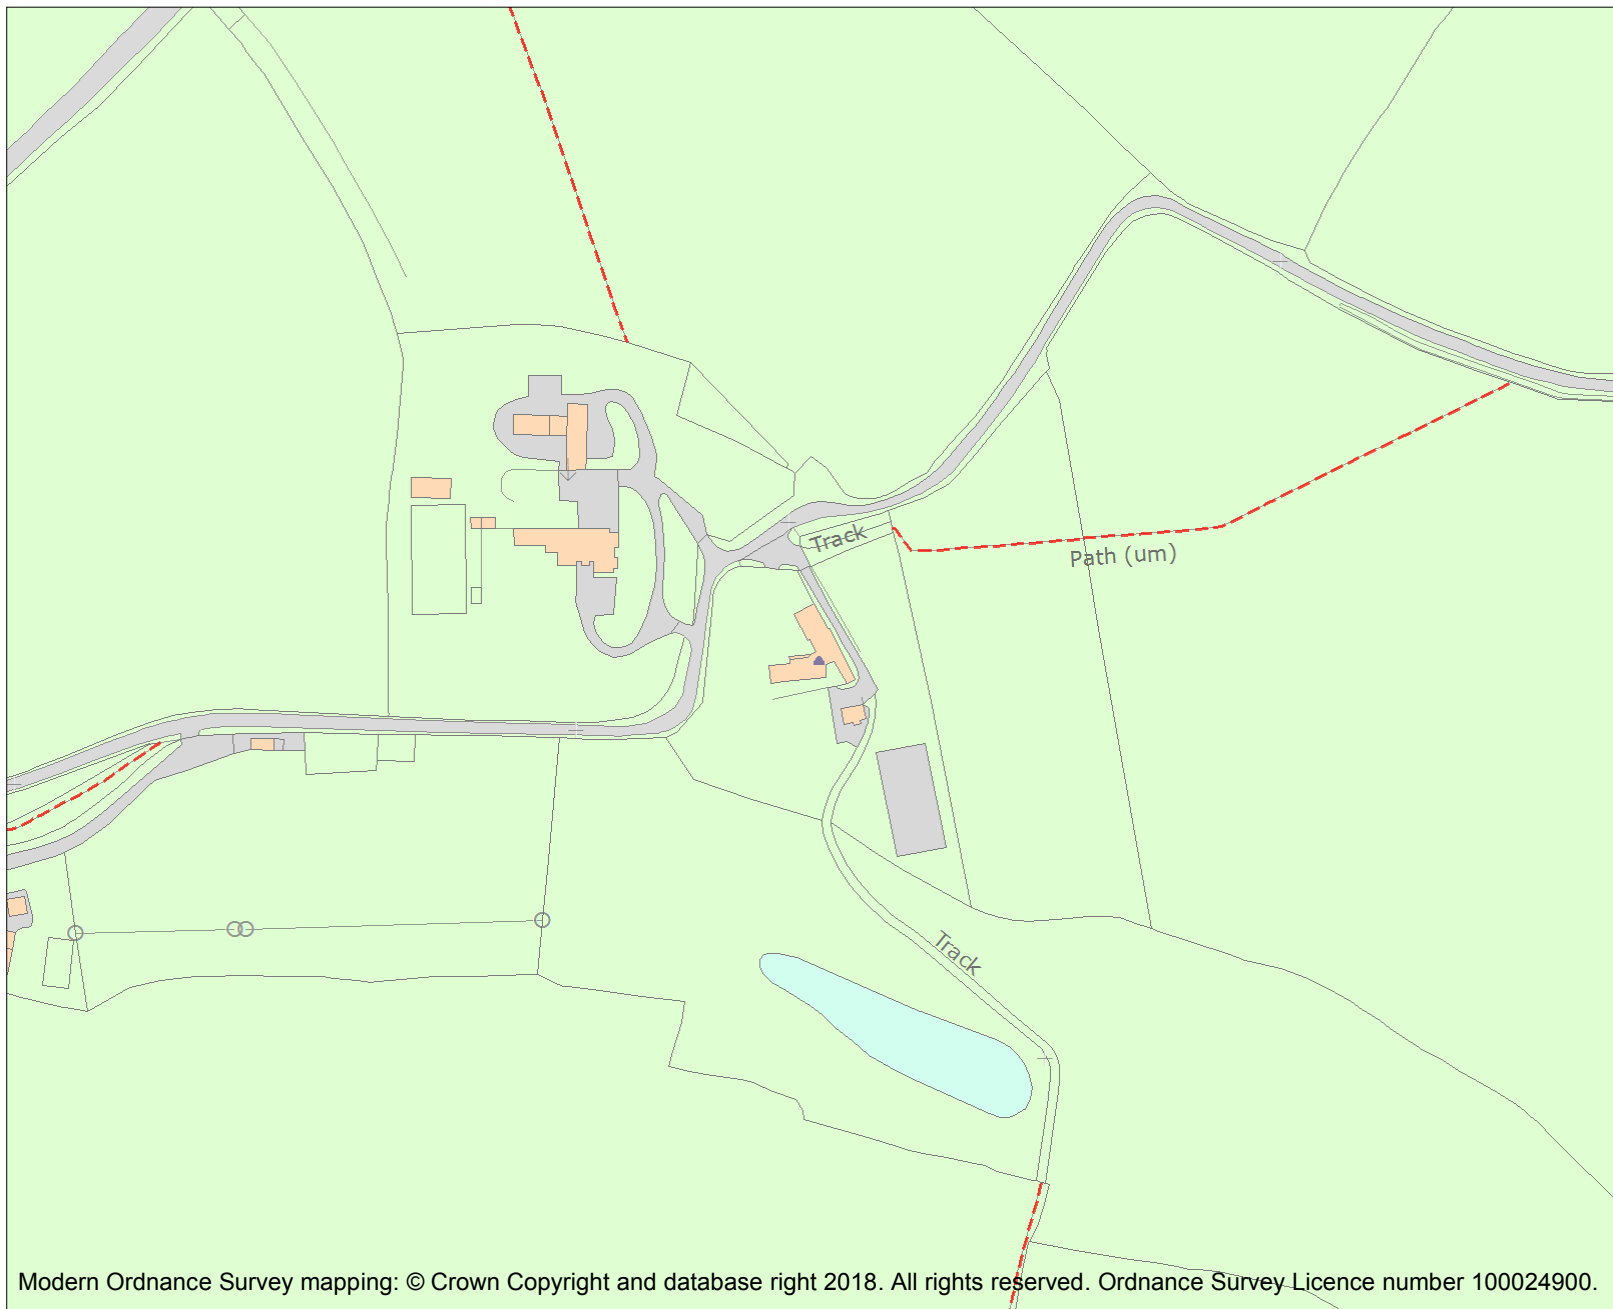 Track
Path (um)
Track
Modern Ordnance Survey mapping: © Crown Copyright and database right 2018. All rights reserved. Ordnance Survey Licence number 100024900.